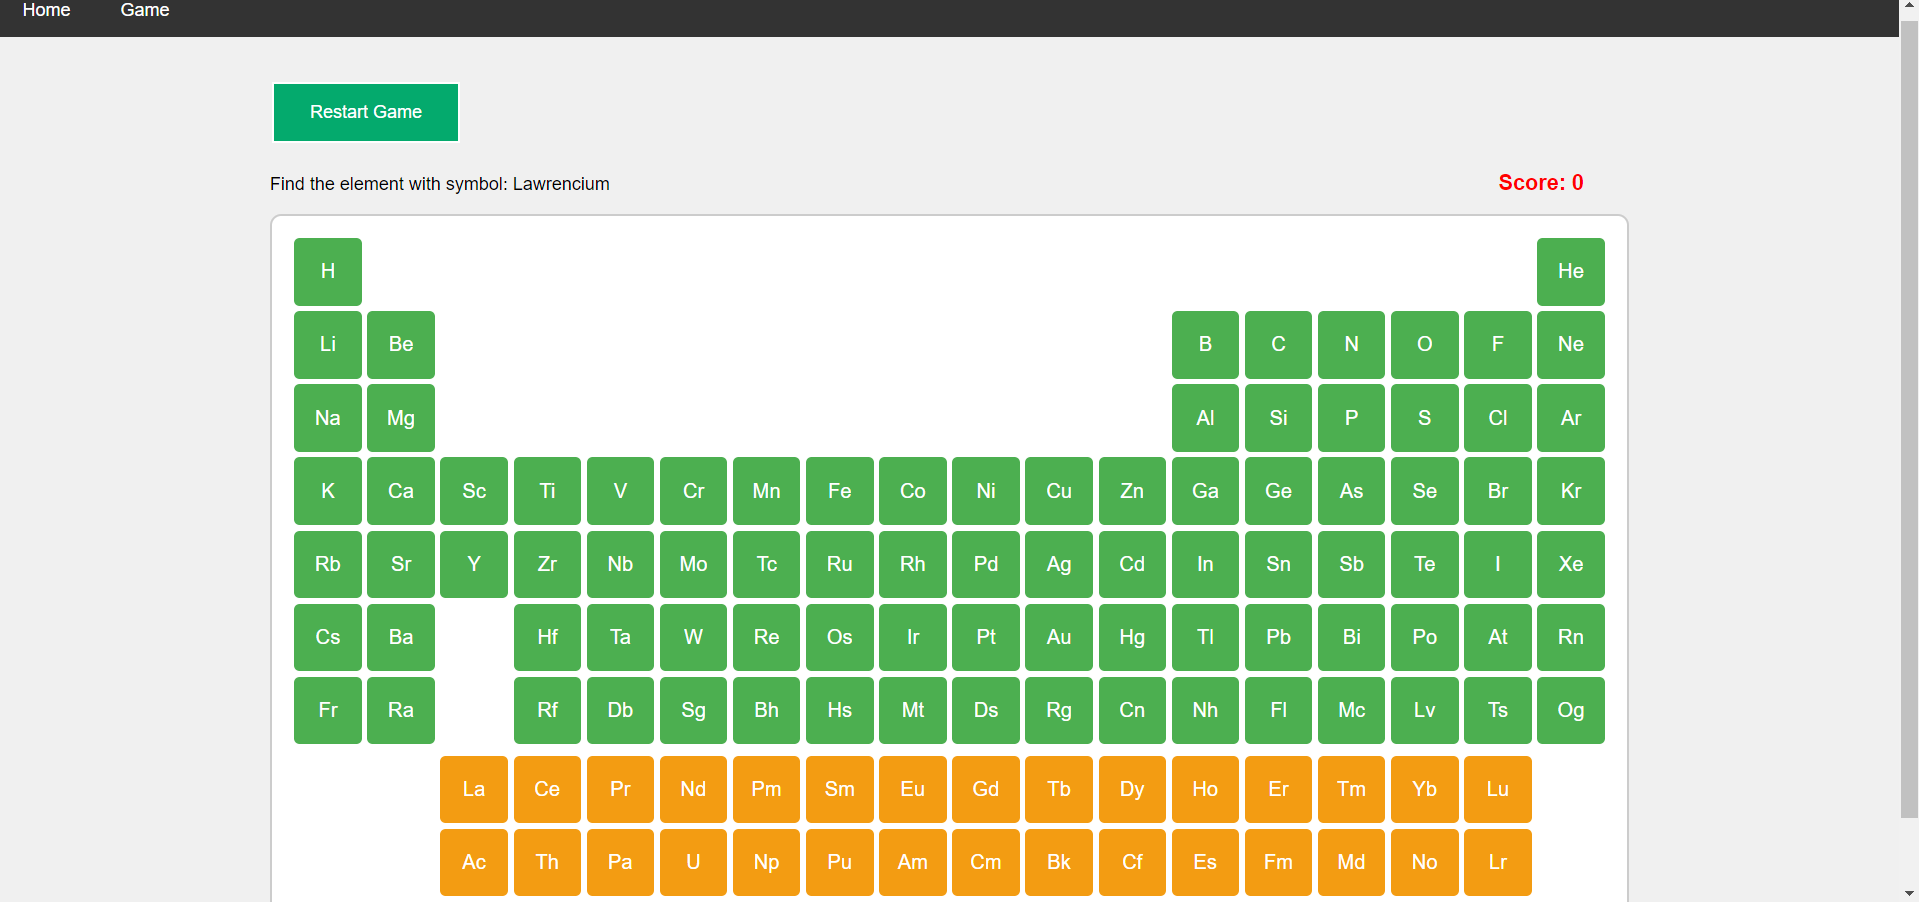 Home Game
Restart Game
Find the element with symbol: Lawrencium
Score: 0
H He
Li Be B C N O F Ne
Na Mg Al Si P S Cl Ar
K Ca Sc Ti V Cr Mn Fe Co Ni Cu Zn Ga Ge As Se Br Kr
Rb Sr Y Zr Nb Mo Tc Ru Rh Pd Ag Cd In Sn Sb Te I Xe
Cs Ba Hf Ta W Re Os Ir Pt Au Hg Tl Pb Bi Po At Rn
Fr Ra Rf Db Sg Bh Hs Mt Ds Rg Cn Nh Fl Mc Lv Ts Og
La Ce Pr Nd Pm Sm Eu Gd Tb Dy Ho Er Tm Yb Lu
Ac Th Pa U Np Pu Am Cm Bk Cf Es Fm Md No Lr